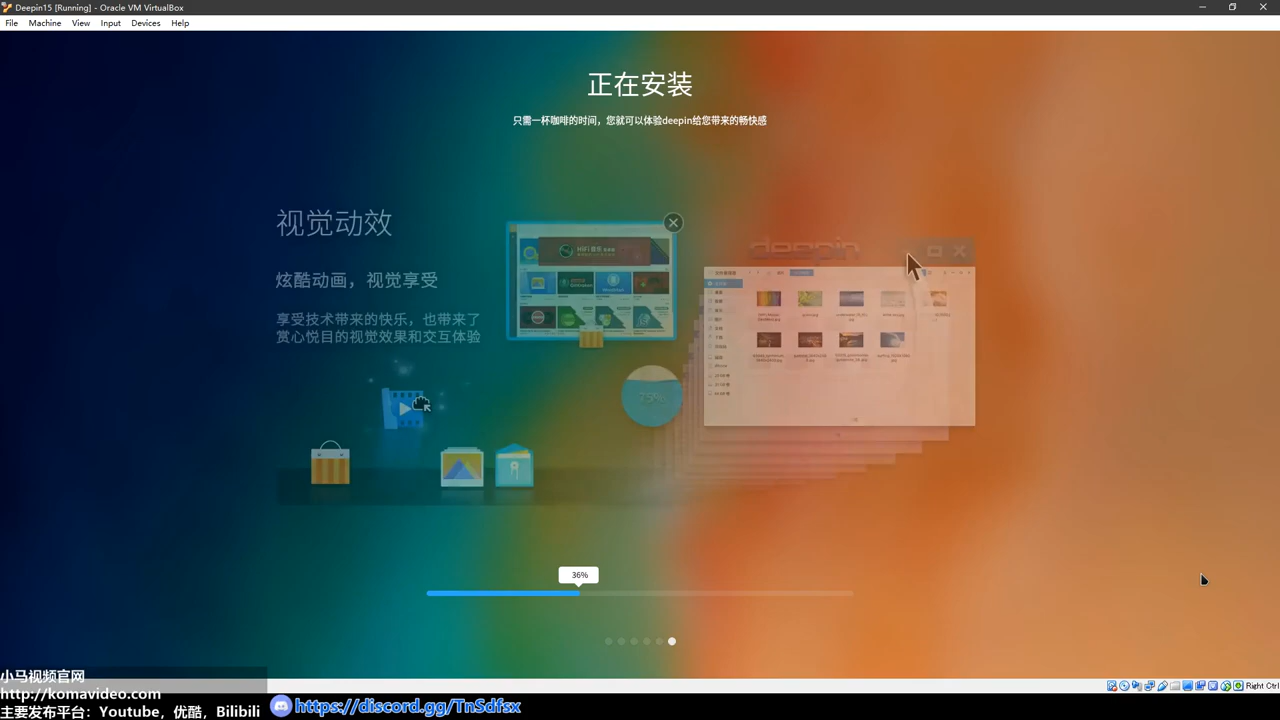 Deepin15 [Running] - Oracle VM VirtualBox
File Machine View Input Devices Help
正在安装
只需一杯咖啡的时间，您就可以体验deepin给您带来的畅快感
视觉动效
炫酷动画，视觉享受
享受技术带来的快乐，也带来了
赏心悦目的视觉效果和交互体验
deepin
75%
36%
小马视频官网
http://komavideo.com
主要发布平台：Youtube，优酷，Bilibili
https://discord.gg/TnSdfsx
Right Ctrl